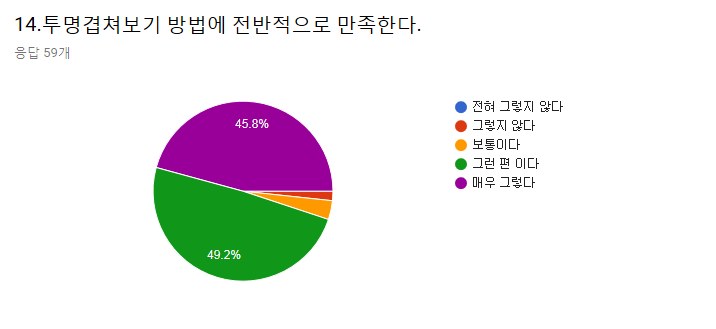 14.투명겹쳐보기 방법에 전반적으로 만족한다.
응답 59개
45.8%
49.2%
전혀 그렇지 않다
그렇지 않다
보통이다
그런 편 이다
매우 그렇다